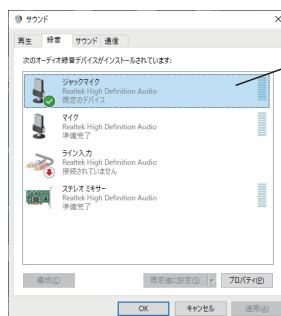 サウンド
再生 録音 サウンド 通信
次のオーディオ録音デバイスがインストールされています:
ジャックマイク
Realtek High Definition Audio
既定のデバイス
マイク
Realtek High Definition Audio
準備完了
ライン入力
Realtek High Definition Audio
接続されていません
ステレオ ミキサー
Realtek High Definition Audio
準備完了
構成(C) 既定値に設定(S) プロパティ(P)
OK キャンセル 適用(A)